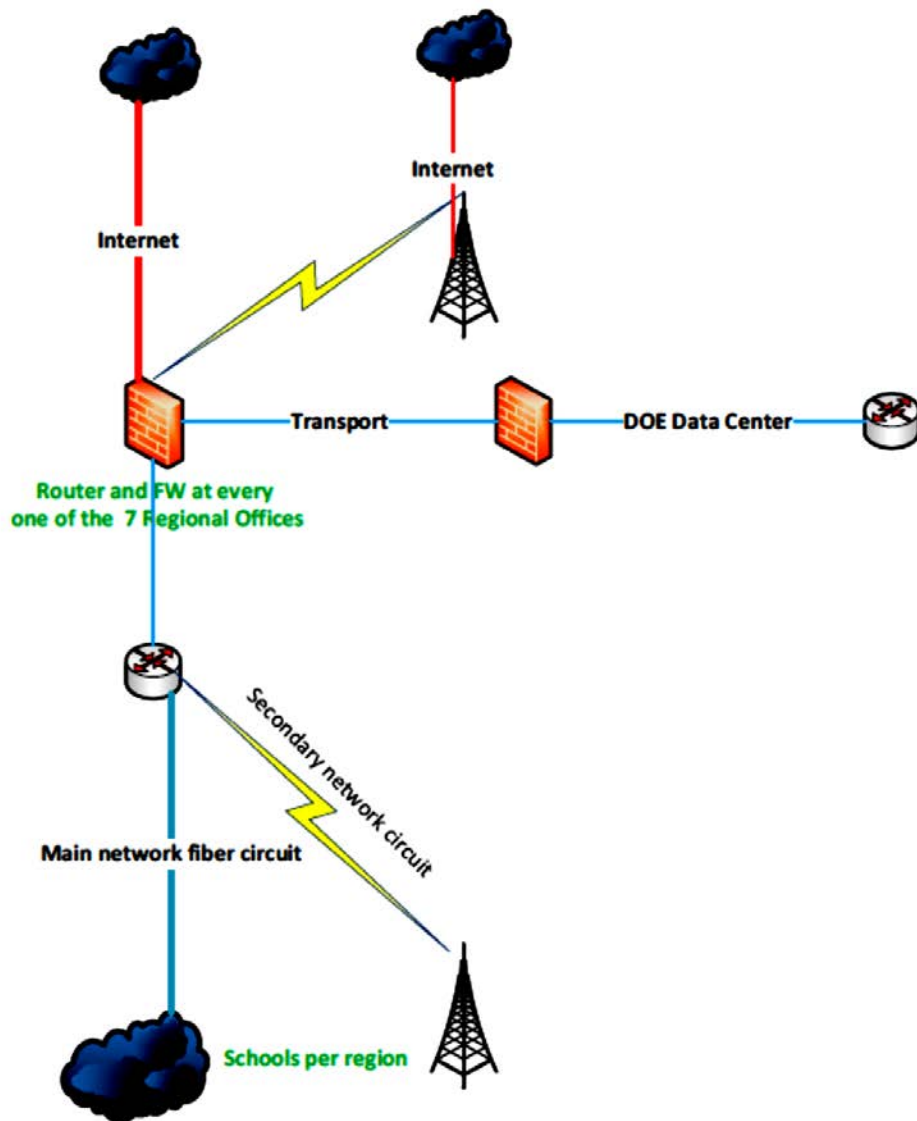 Internet
Internet
Transport
DOE Data Center
Router and FW at every
one of the 7 Regional Offices
Secondary network circuit
Main network fiber circuit
Schools per region